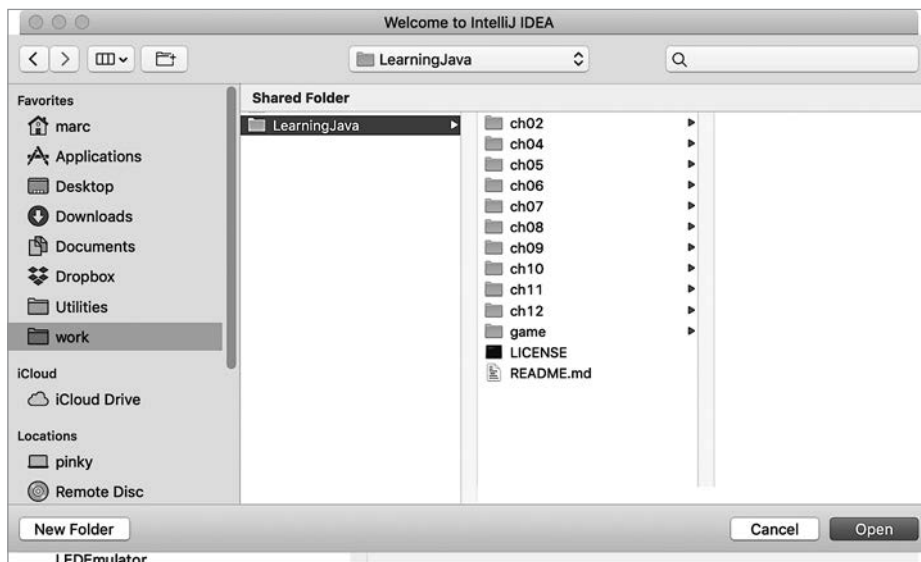 Welcome to IntelliJ IDEA
LearningJava
Favorites
marc
Applications
Desktop
Downloads
Documents
Dropbox
Utilities
work
iCloud
iCloud Drive
Locations
pinky
Remote Disc
Shared Folder
LearningJava
ch02
ch04
ch05
ch06
ch07
ch08
ch09
ch10
ch11
ch12
game
LICENSE
README.md
New Folder
Cancel
Open
LEDEmulator